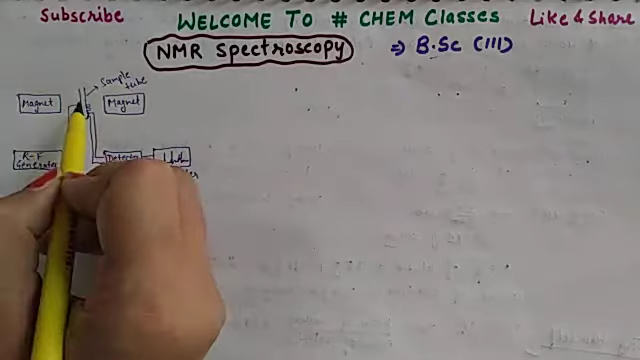 Subscribe WELCOME TO # CHEM Classes Like & Share
NMR Spectroscopy ⇒ B.Sc (III)
Sample tube
Magnet Magnet
R-F Detector